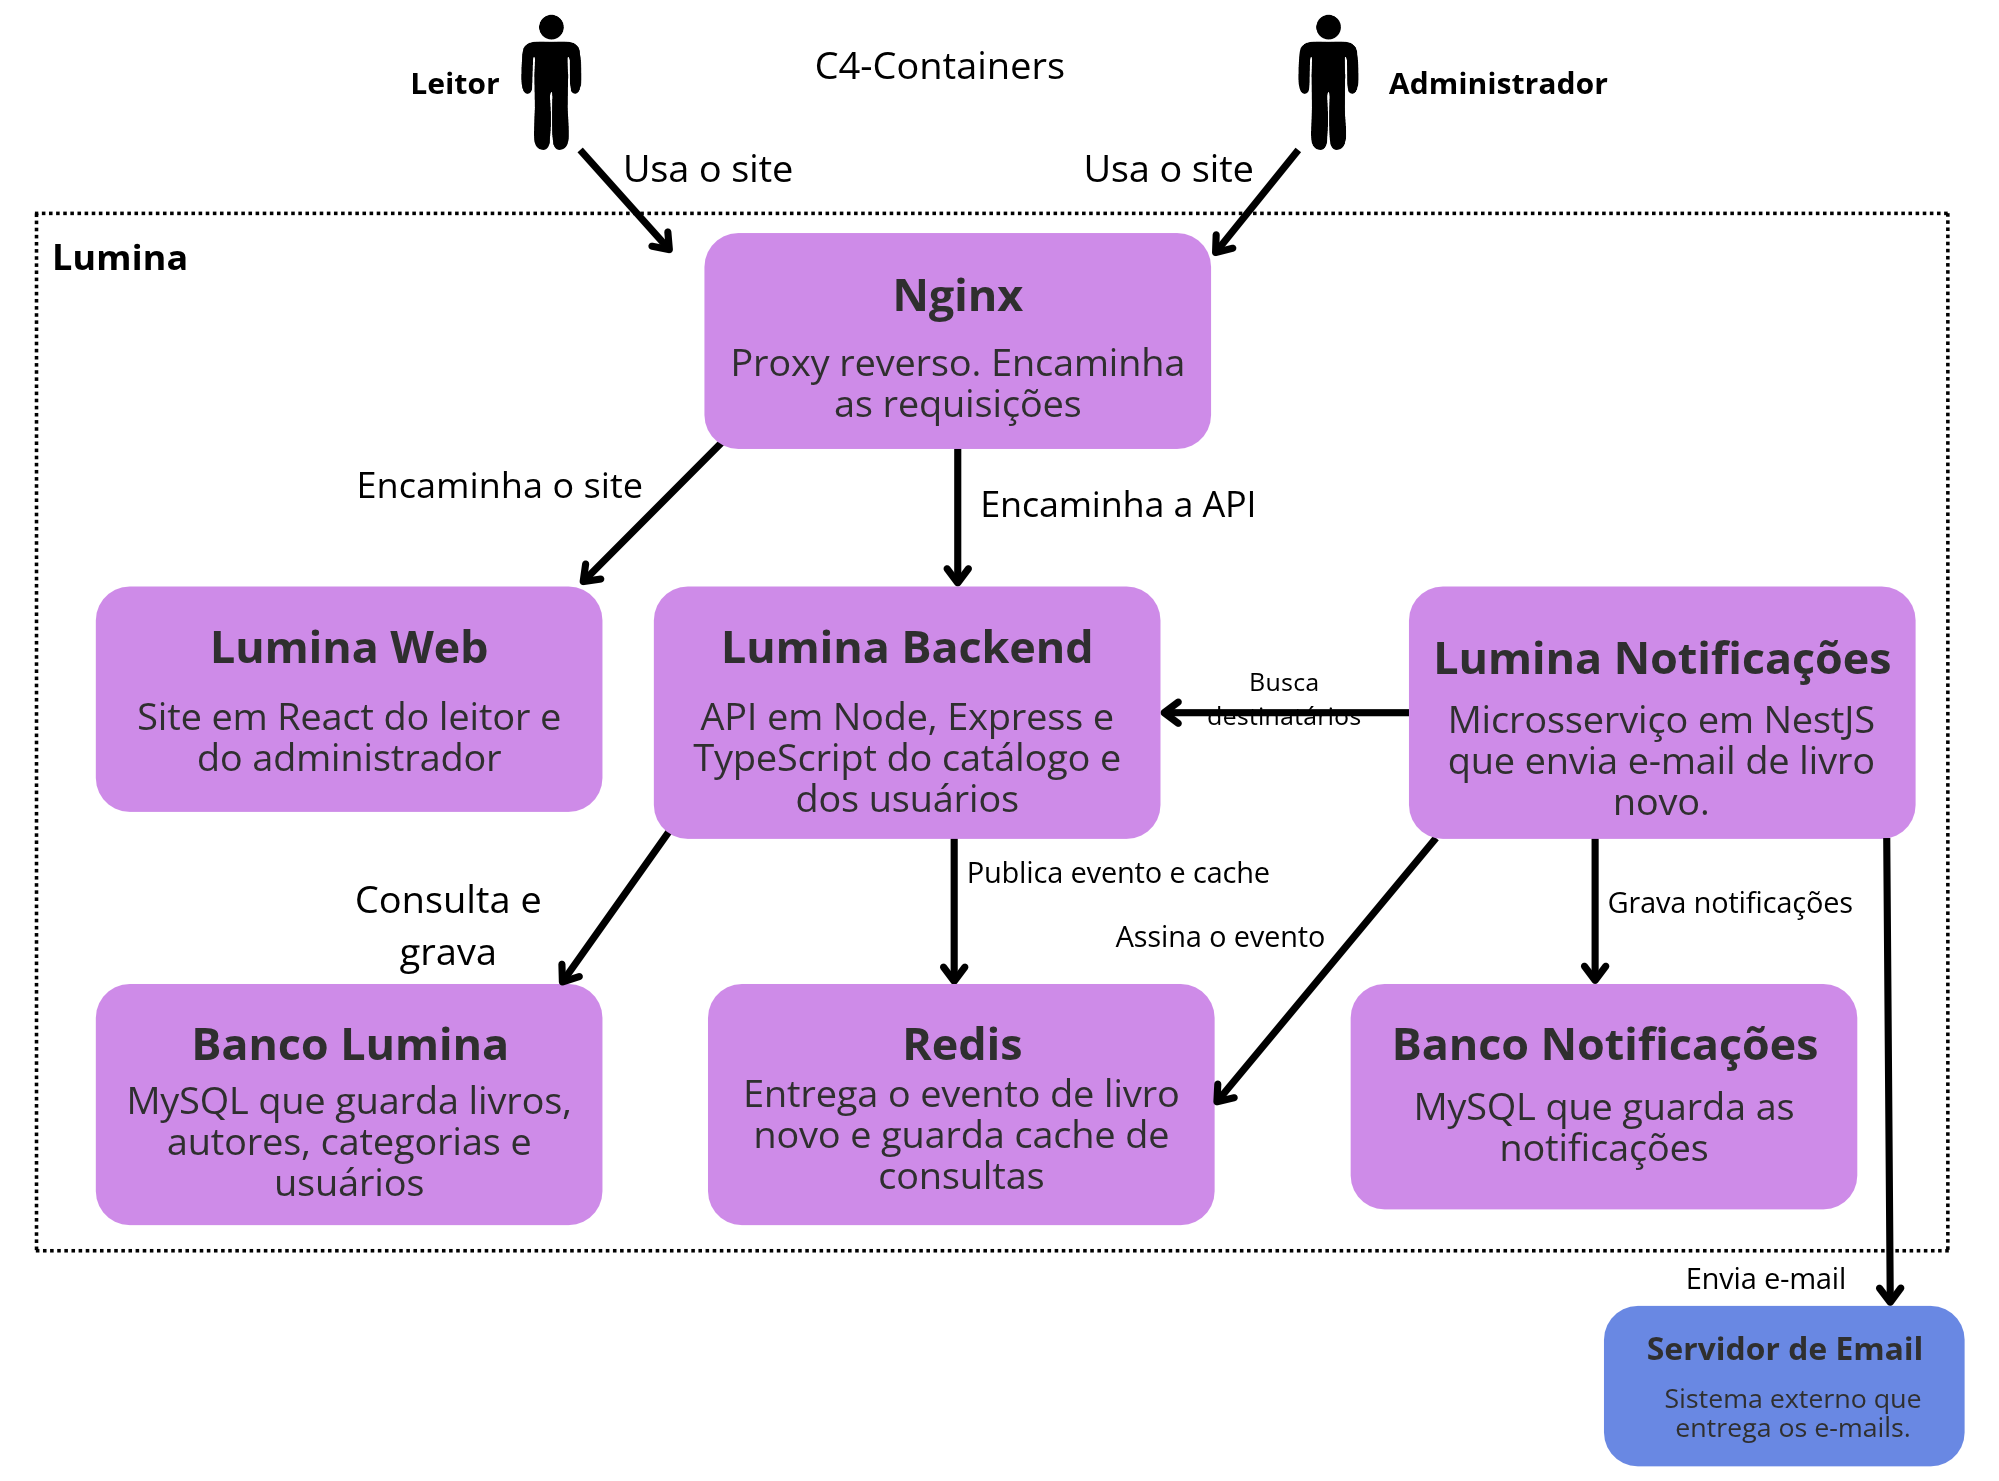 C4-Containers
Leitor
Administrador
Usa o site
Usa o site
Lumina
Nginx
Proxy reverso. Encaminha
as requisições
Encaminha o site
Encaminha a API
Lumina Web
Site em React do leitor e
do administrador
Lumina Backend
API em Node, Express e
TypeScript do catálogo e
dos usuários
Busca
destinatários
Lumina Notificações
Microsserviço em NestJS
que envia e-mail de livro
novo.
Consulta e
grava
Publica evento e cache
Assina o evento
Grava notificações
Banco Lumina
MySQL que guarda livros,
autores, categorias e
usuários
Redis
Entrega o evento de livro
novo e guarda cache de
consultas
Banco Notificações
MySQL que guarda as
notificações
Envia e-mail
Servidor de Email
Sistema externo que
entrega os e-mails.